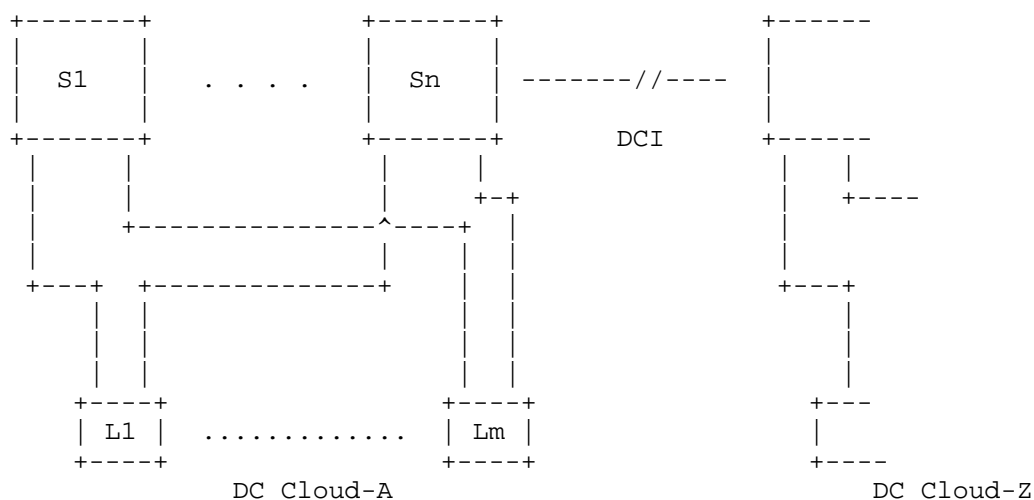 S1 . . . . Sn -------//----
DCI
L1 ............. Lm
DC Cloud-A DC Cloud-Z